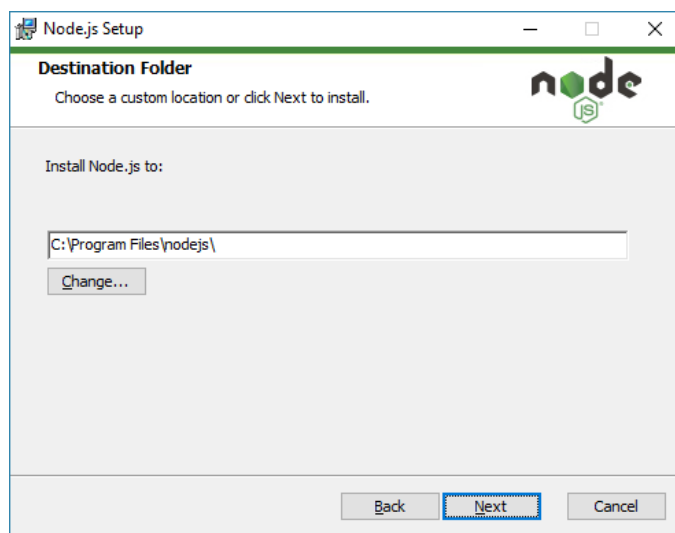 Node.js Setup
Destination Folder
Choose a custom location or click Next to install.
node
JS
Install Node.js to:
C:\Program Files\nodejs\
Change...
Back
Next
Cancel